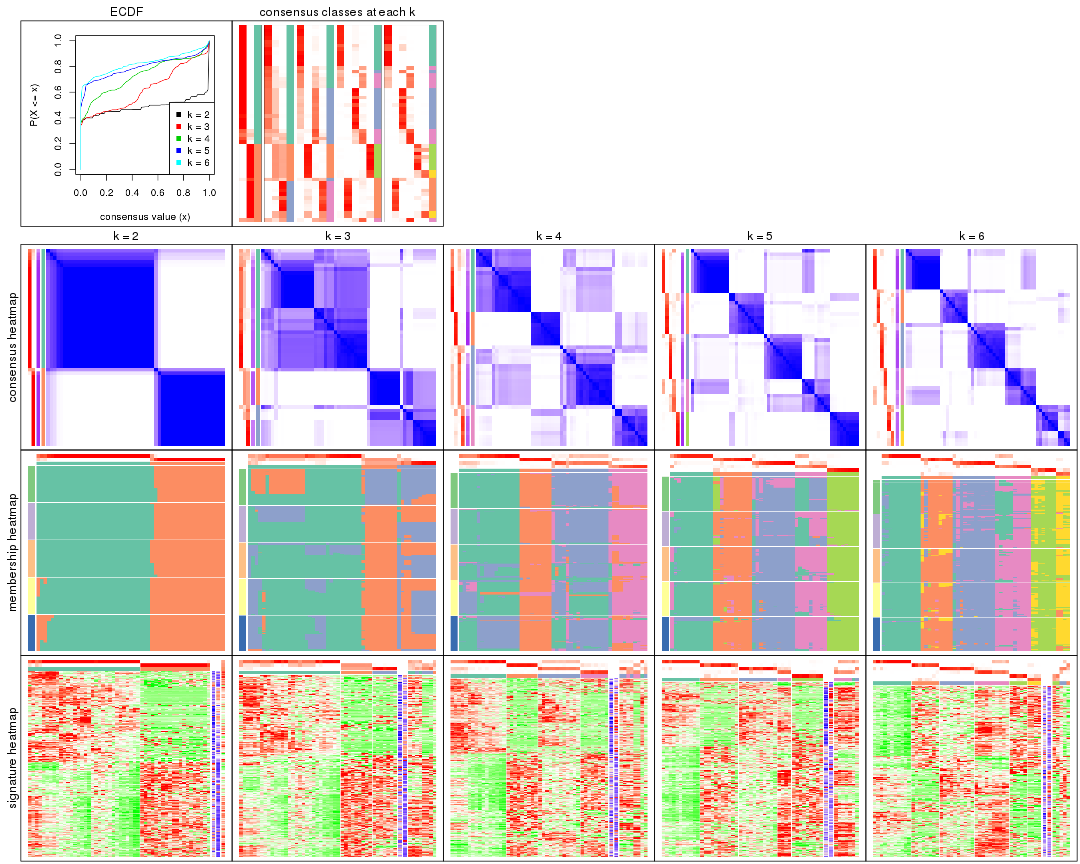 ECDF
consensus classes at each k
P(X <= x)
0.0
0.2
0.4
0.6
0.8
1.0
k = 2
k = 3
k = 4
k = 5
k = 6
0.0 0.2 0.4 0.6 0.8 1.0
consensus value (x)
k = 2
k = 3
k = 4
k = 5
k = 6
consensus heatmap
membership heatmap
signature heatmap